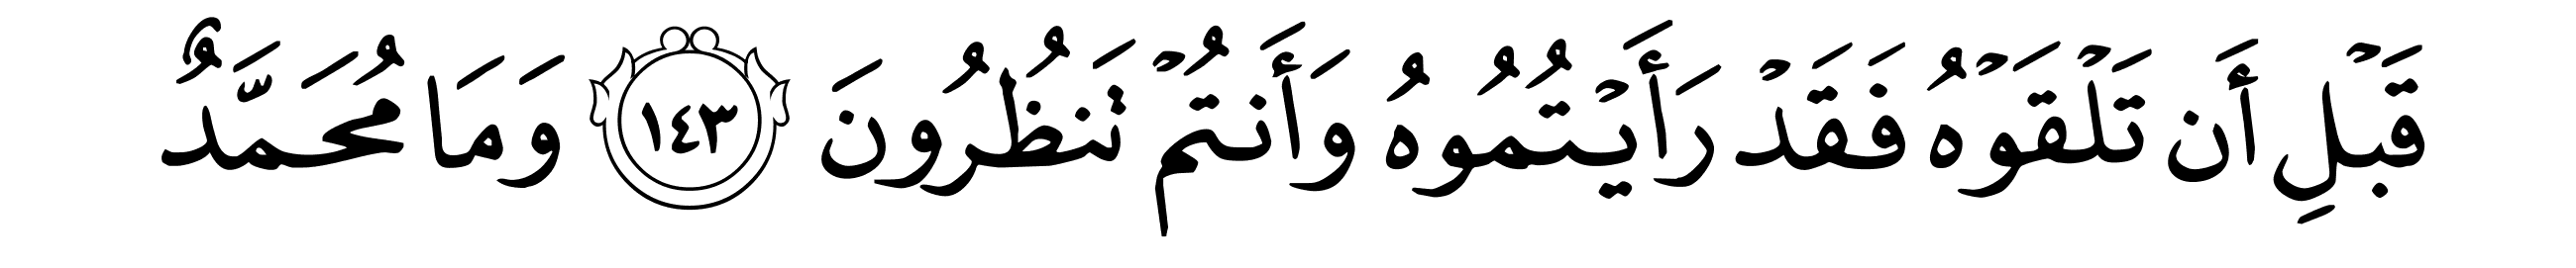 قَبۡلِ أَن تَلۡقَوۡهُ فَقَدۡ رَأَيۡتُمُوهُ وَأَنتُمۡ تَنظُرُونَ ١٤٣ وَمَا مُحَمَّدٌ